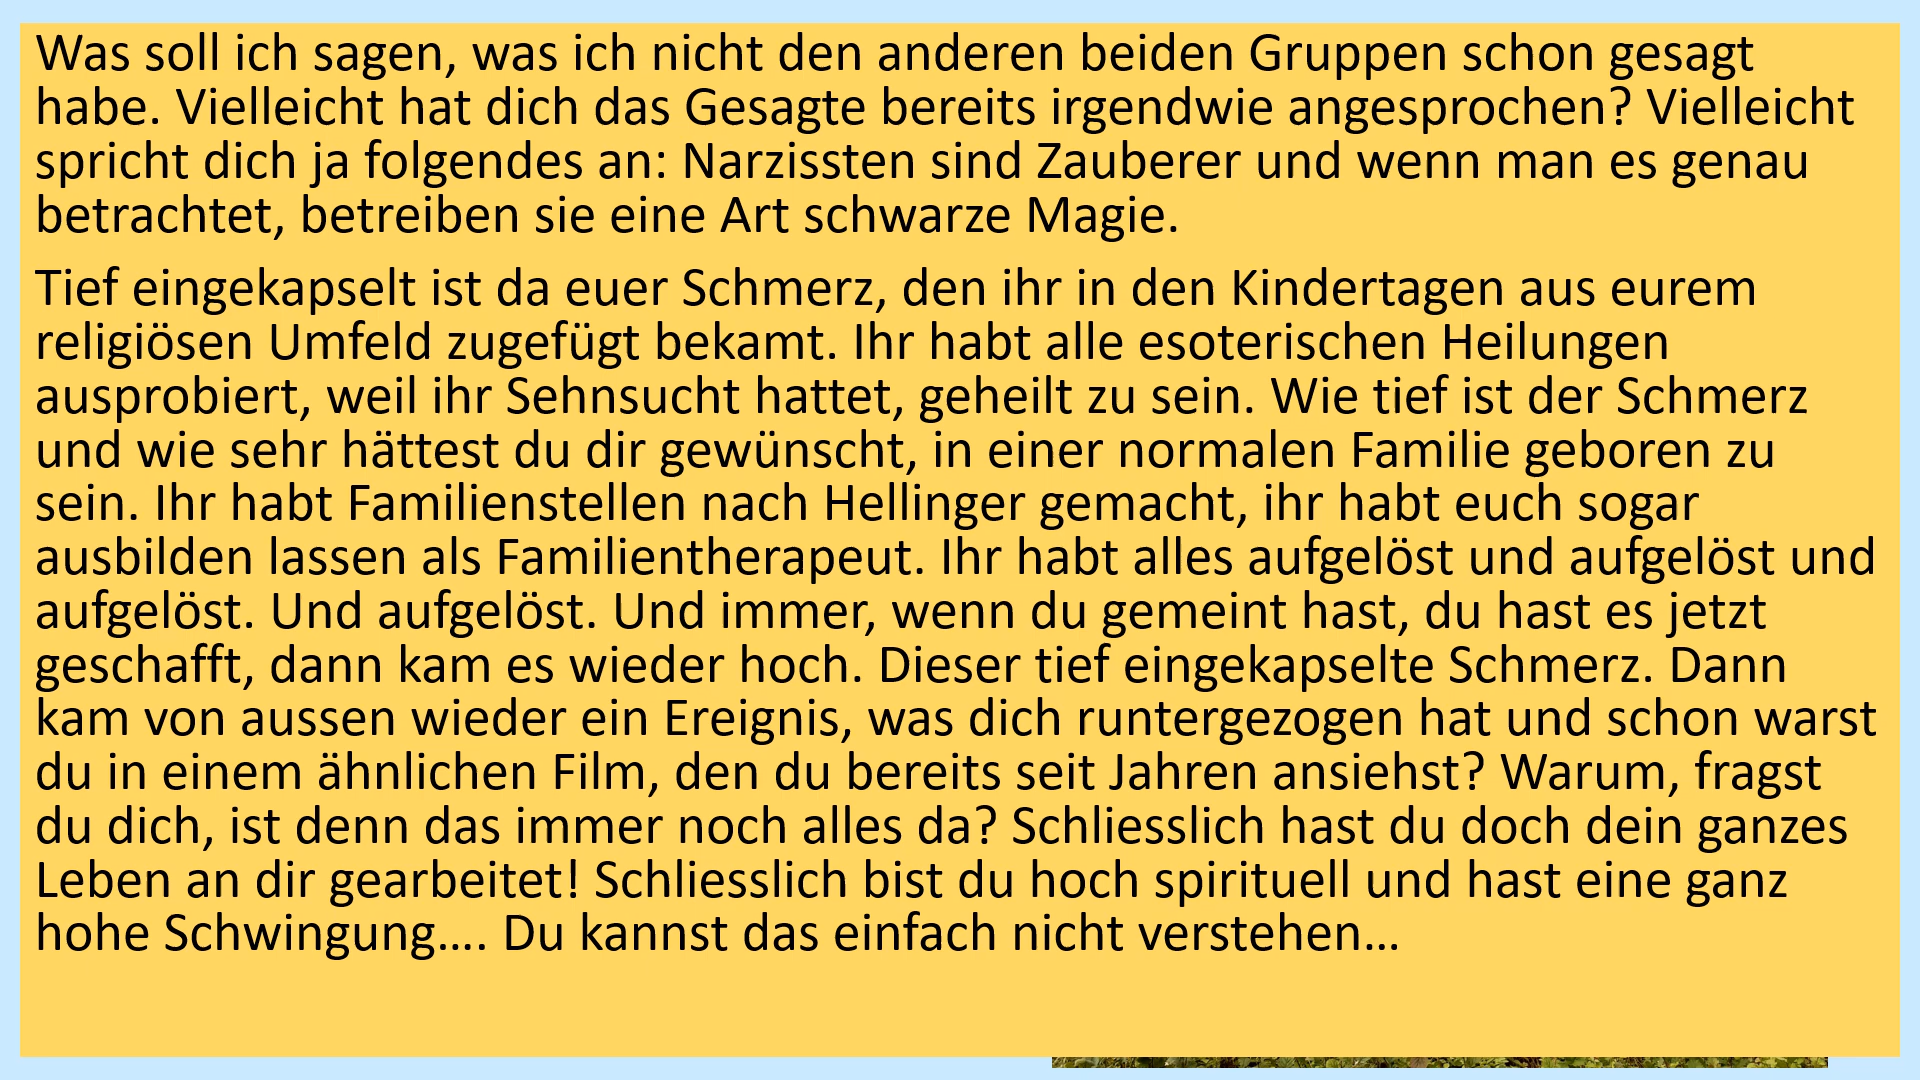 Was soll ich sagen, was ich nicht den anderen beiden Gruppen schon gesagt
habe. Vielleicht hat dich das Gesagte bereits irgendwie angesprochen? Vielleicht
spricht dich ja folgendes an: Narzissten sind Zauberer und wenn man es genau
betrachtet, betreiben sie eine Art schwarze Magie.
Tief eingekapselt ist da euer Schmerz, den ihr in den Kindertagen aus eurem
religiösen Umfeld zugefügt bekamt. Ihr habt alle esoterischen Heilungen
ausprobiert, weil ihr Sehnsucht hattet, geheilt zu sein. Wie tief ist der Schmerz
und wie sehr hättest du dir gewünscht, in einer normalen Familie geboren zu
sein. Ihr habt Familienstellen nach Hellinger gemacht, ihr habt euch sogar
ausbilden lassen als Familientherapeut. Ihr habt alles aufgelöst und aufgelöst und
aufgelöst. Und aufgelöst. Und immer, wenn du gemeint hast, du hast es jetzt
geschafft, dann kam es wieder hoch. Dieser tief eingekapselte Schmerz. Dann
kam von aussen wieder ein Ereignis, was dich runtergezogen hat und schon warst
du in einem ähnlichen Film, den du bereits seit Jahren ansiehst? Warum, fragst
du dich, ist denn das immer noch alles da? Schliesslich hast du doch dein ganzes
Leben an dir gearbeitet! Schliesslich bist du hoch spirituell und hast eine ganz
hohe Schwingung.... Du kannst das einfach nicht verstehen...